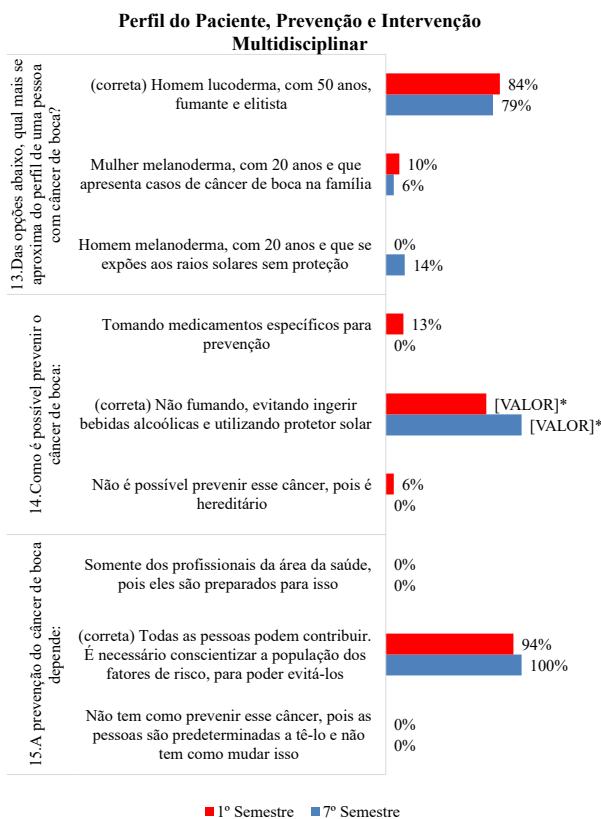 Perfil do Paciente, Prevenção e Intervenção
Multidisciplinar
13.Das opções abaixo, qual mais se
aproxima do perfil de uma pessoa
com câncer de boca?
(correta) Homem lucoderma, com 50 anos,
fumante e elitista
84%
79%
Mulher melanoderma, com 20 anos e que
apresenta casos de câncer de boca na família
10%
6%
Homem melanoderma, com 20 anos e que se
expões aos raios solares sem proteção
0%
14%
14.Como é possível prevenir o
câncer de boca:
Tomando medicamentos específicos para
prevenção
13%
0%
(correta) Não fumando, evitando ingerir
bebidas alcoólicas e utilizando protetor solar
[VALOR]*
[VALOR]*
Não é possível prevenir esse câncer, pois é
hereditário
6%
0%
15.A prevenção do câncer de boca
depende:
Somente dos profissionais da área da saúde,
pois eles são preparados para isso
0%
0%
(correta) Todas as pessoas podem contribuir.
É necessário conscientizar a população dos
fatores de risco, para poder evitá-los
94%
100%
Não tem como prevenir esse câncer, pois as
pessoas são predeterminadas a tê-lo e não
tem como mudar isso
0%
0%
1º Semestre
7º Semestre